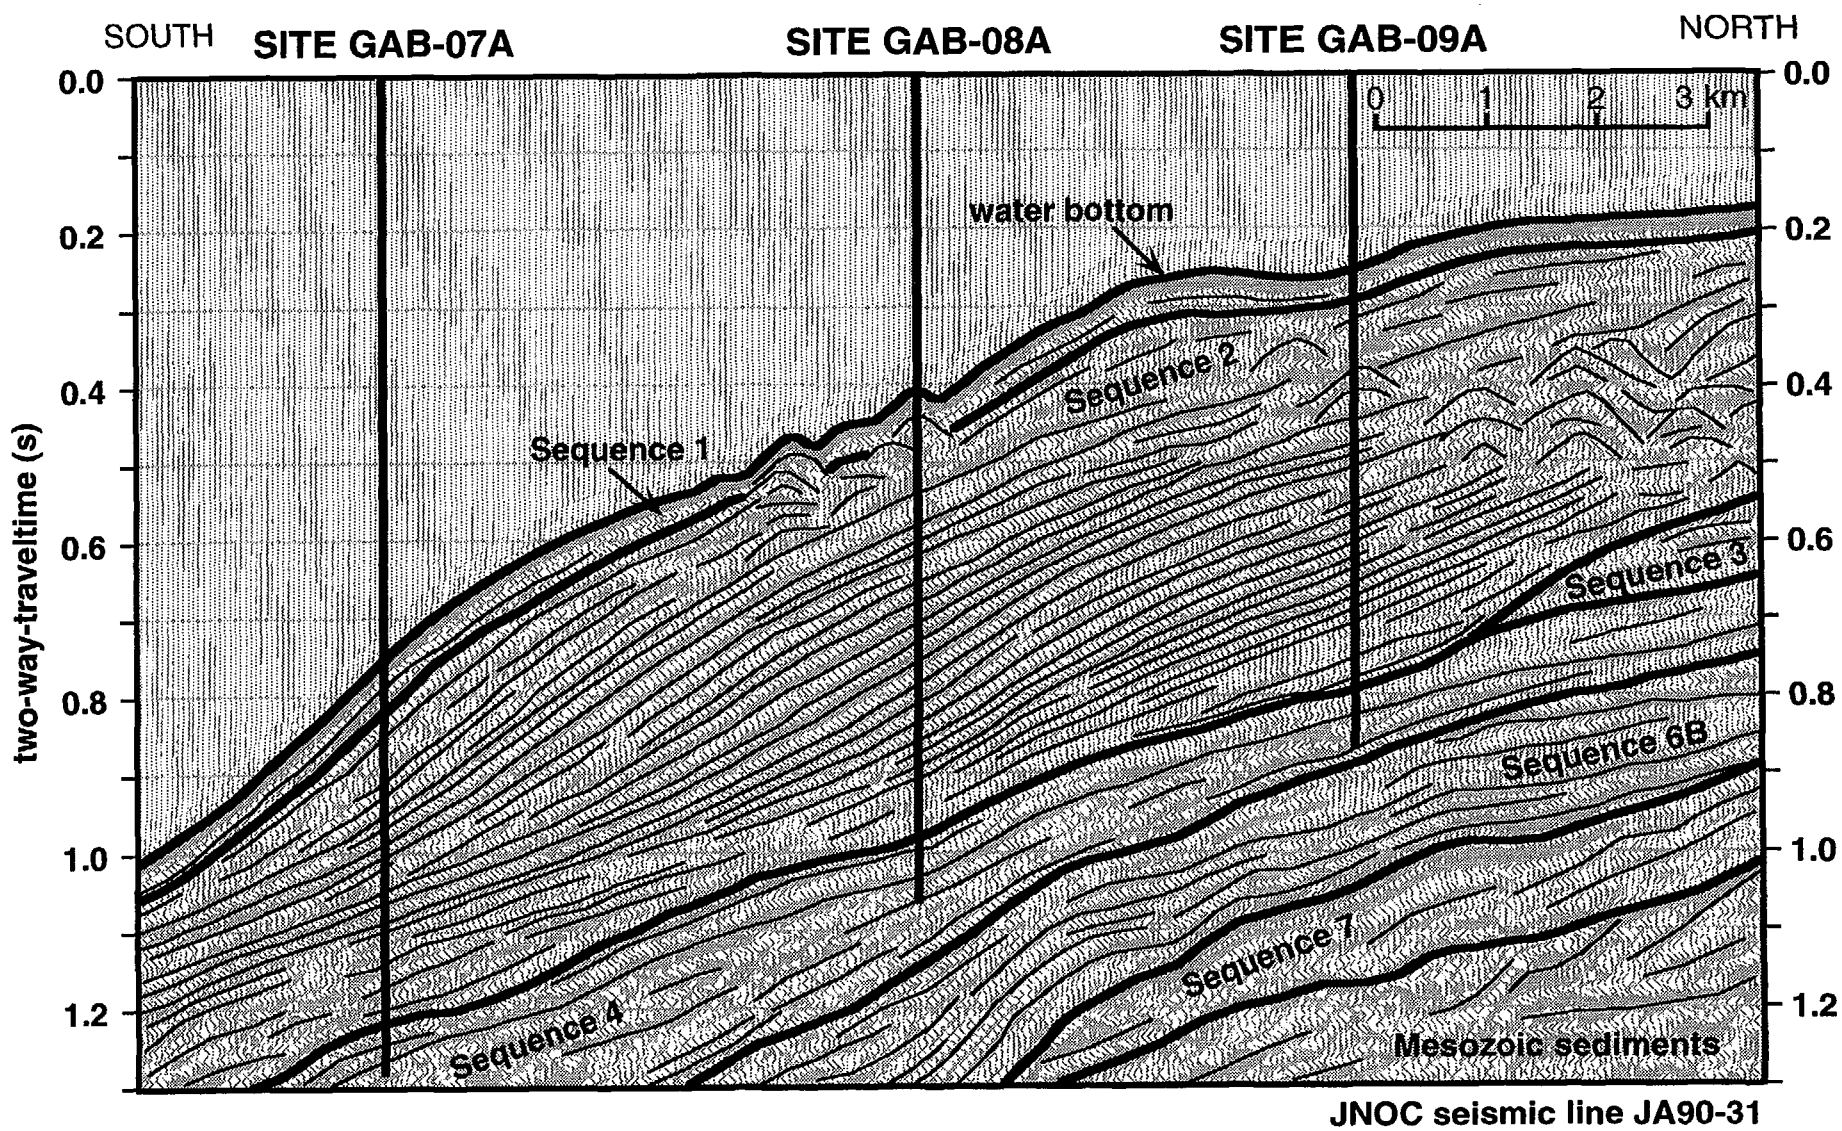 SOUTH
SITE GAB-07A
SITE GAB-08A
SITE GAB-09A
NORTH
0.0
0.2
0.4
0.6
0.8
1.0
1.2
two-way-traveltime (s)
0 1 2 3 km
water bottom
Sequence 1
Sequence 2
Sequence 3
Sequence 6B
Sequence 7
Sequence 4
Mesozoic sediments
0.0
0.2
0.4
0.6
0.8
1.0
1.2
JNOC seismic line JA90-31